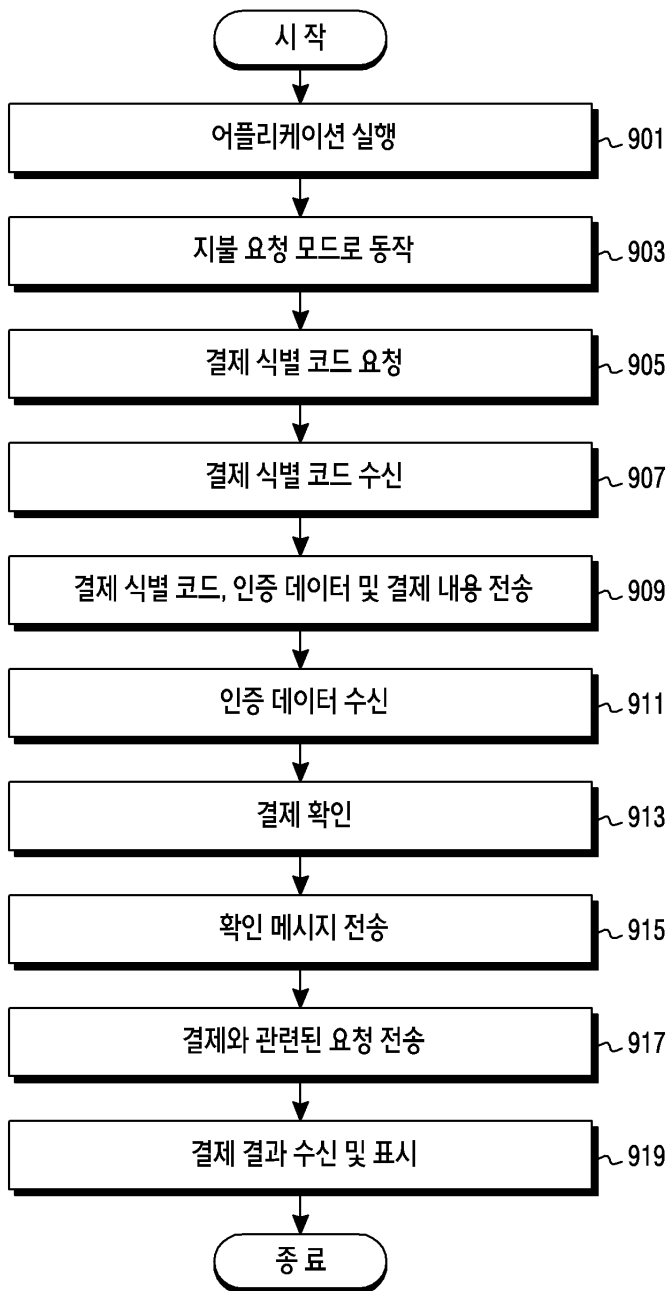 시 작
어플리케이션 실행
901
지불 요청 모드로 동작
903
결제 식별 코드 요청
905
결제 식별 코드 수신
907
결제 식별 코드, 인증 데이터 및 결제 내용 전송
909
인증 데이터 수신
911
결제 확인
913
확인 메시지 전송
915
결제와 관련된 요청 전송
917
결제 결과 수신 및 표시
919
종 료